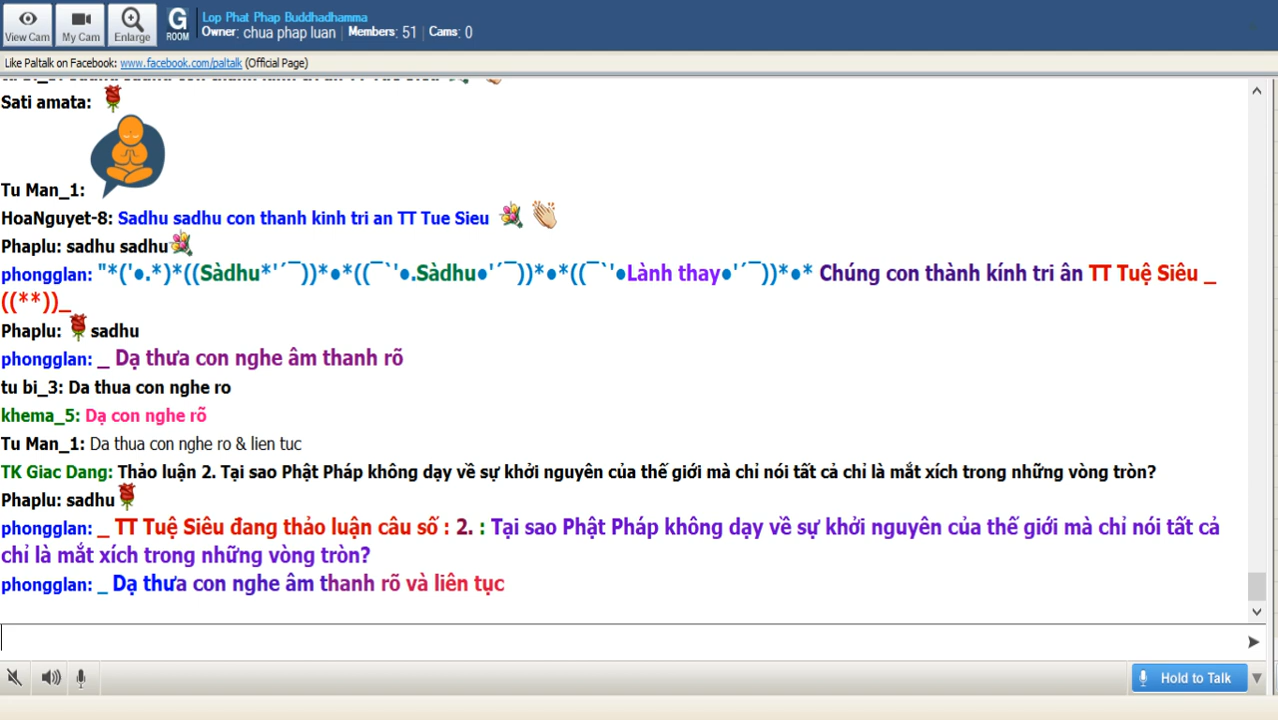 Lop Phat Phap Buddhadhamma
View Cam
My Cam
Enlarge
G ROOM
Owner: chua phap luan | Members: 51 | Cams: 0
Like Paltalk on Facebook: www.facebook.com/paltalk (Official Page)
Sati amata:
Tu Man_1:
HoaNguyet-8: Sadhu sadhu con thanh kinh tri an TT Tue Sieu
Phaplu: sadhu sadhu
phongglan: "*('●.*)*((Sàdhu*'´¯))*●*((¯`'●.Sàdhu●'´¯))*●*((¯`'●Lành thay●'´¯))*●* Chúng con thành kính tri ân TT Tuệ Siêu _
((**))_
Phaplu: sadhu
phongglan: _ Dạ thưa con nghe âm thanh rõ
tu bi_3: Da thua con nghe ro
khema_5: Dạ con nghe rõ
Tu Man_1: Da thua con nghe ro & lien tuc
TK Giac Dang: Thảo luận 2. Tại sao Phật Pháp không dạy về sự khởi nguyên của thế giới mà chỉ nói tất cả chỉ là mắt xích trong những vòng tròn?
Phaplu: sadhu
phongglan: _ TT Tuệ Siêu đang thảo luận câu số : 2. : Tại sao Phật Pháp không dạy về sự khởi nguyên của thế giới mà chỉ nói tất cả
chỉ là mắt xích trong những vòng tròn?
phongglan: _ Dạ thưa con nghe âm thanh rõ và liên tục
Hold to Talk